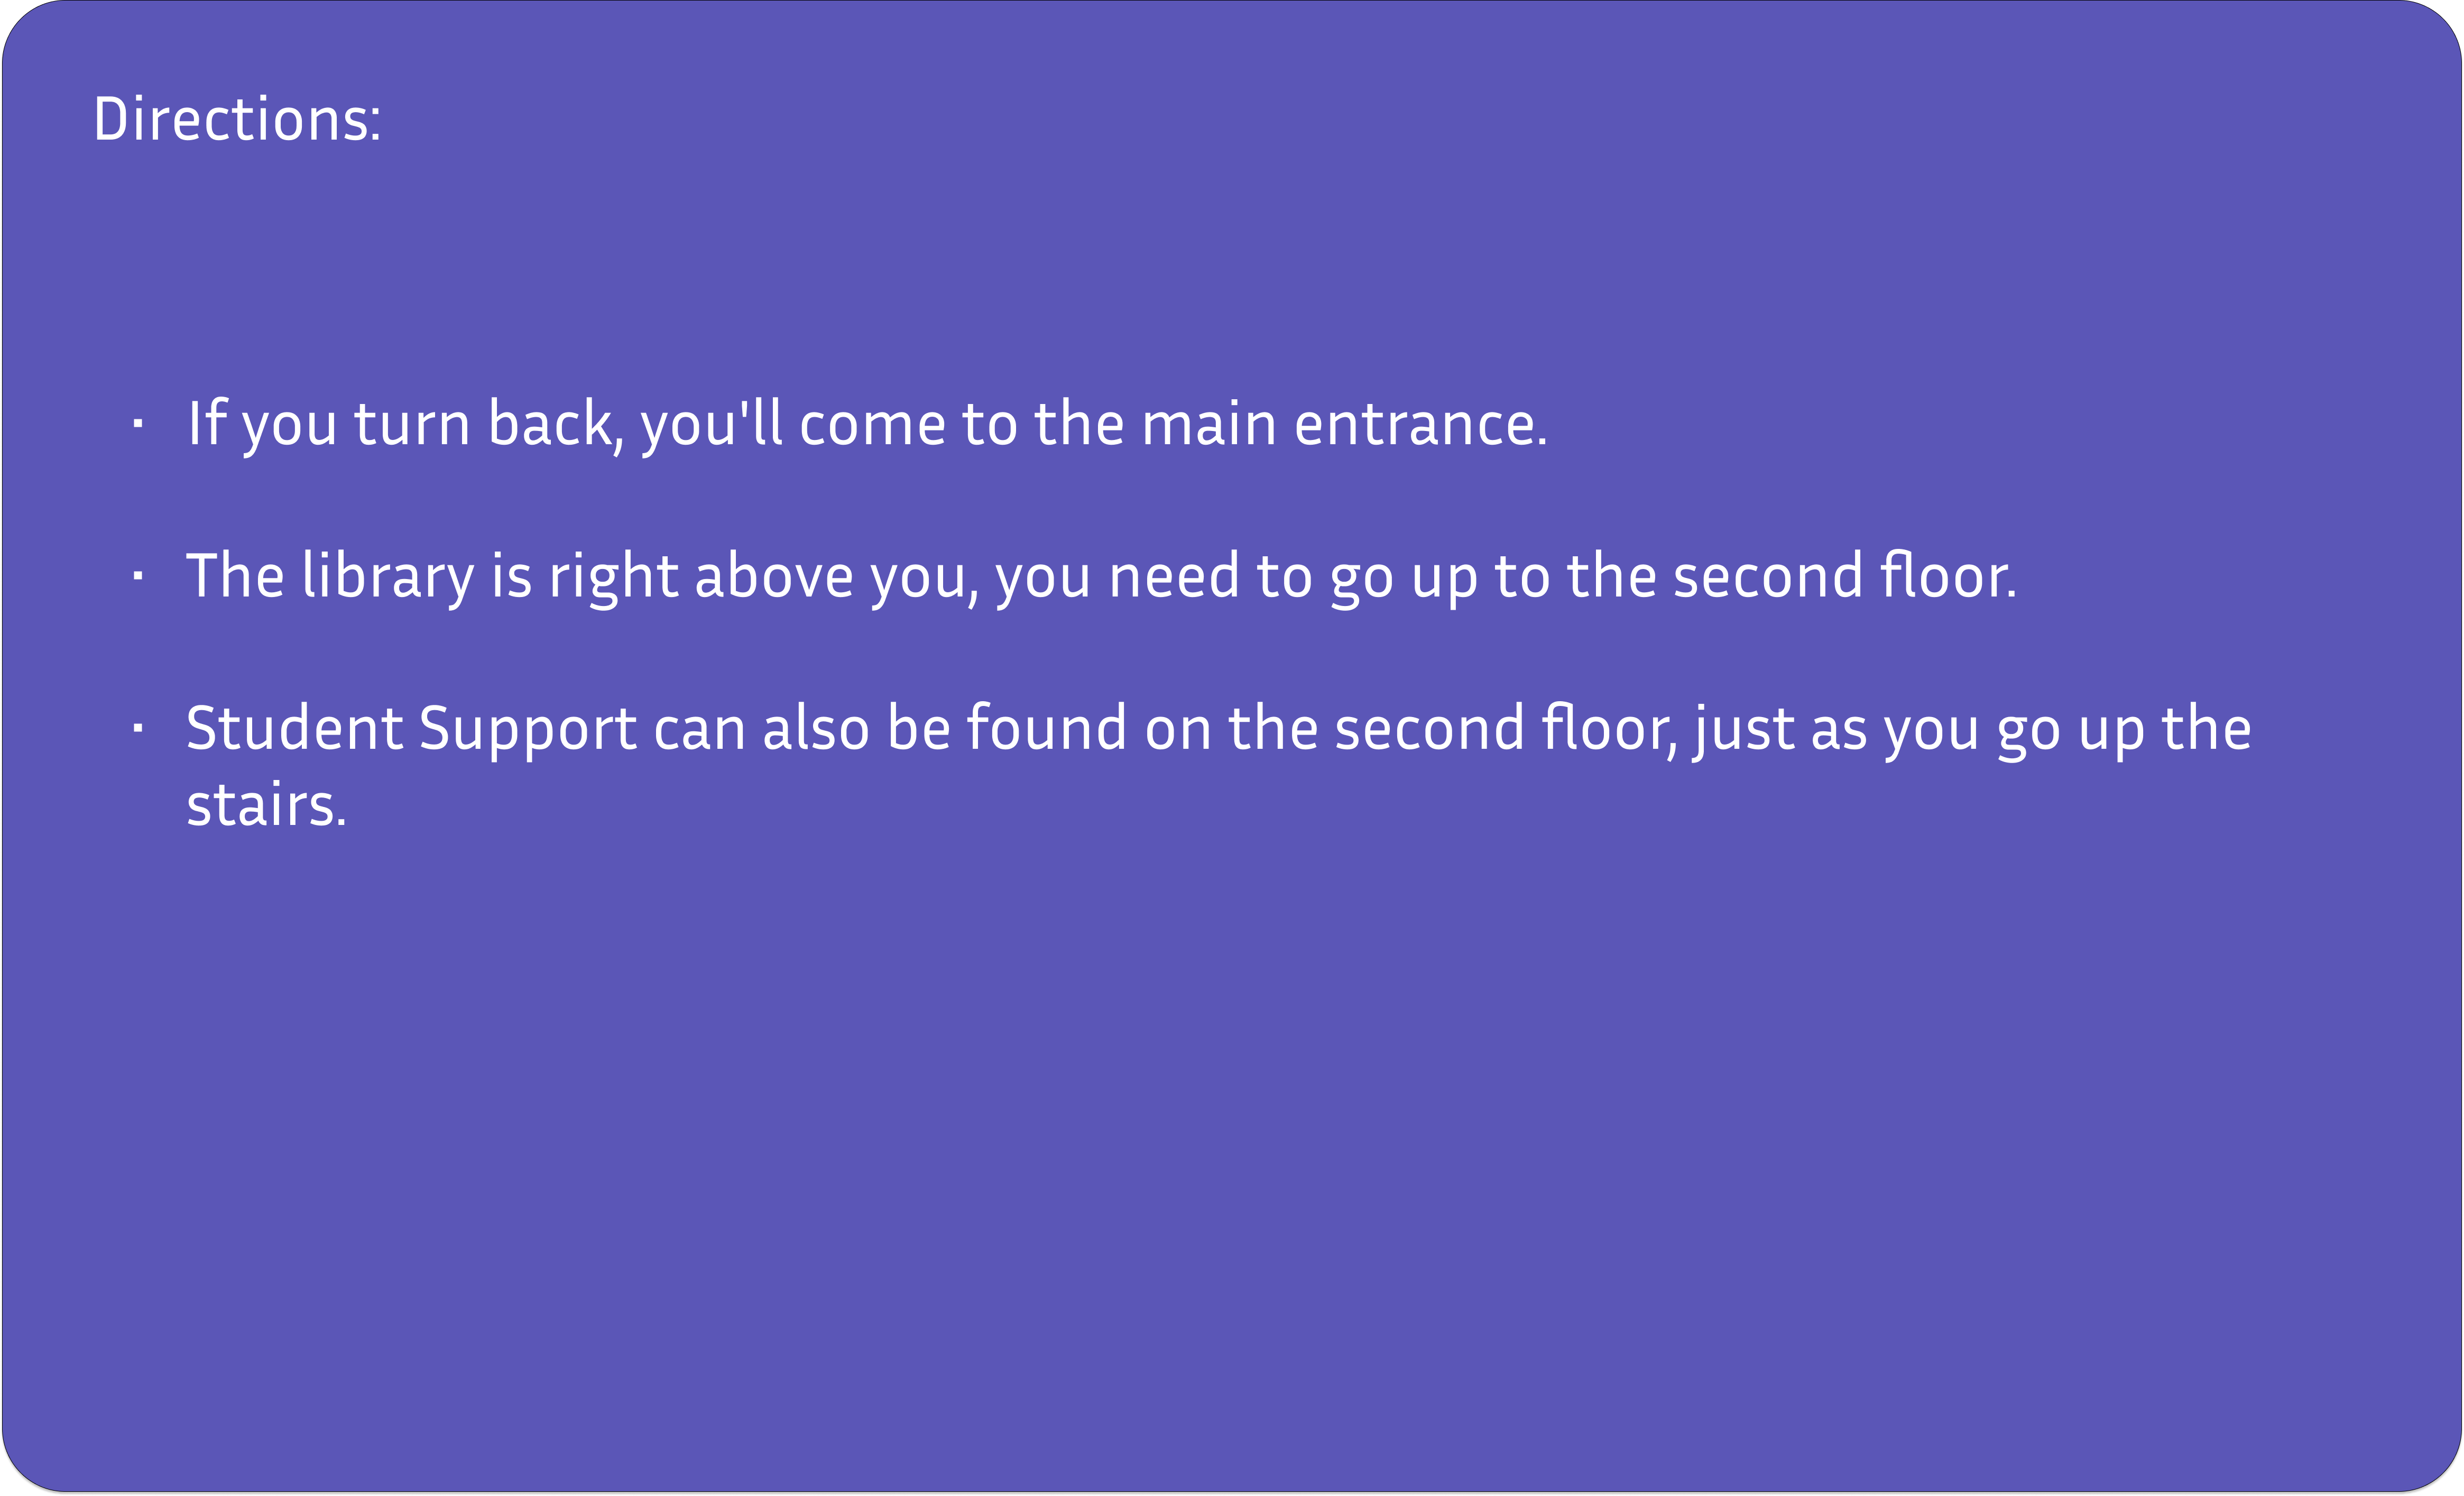 Directions:
· If you turn back, you'll come to the main entrance.
· The library is right above you, you need to go up to the second floor.
· Student Support can also be found on the second floor, just as you go up the
stairs.